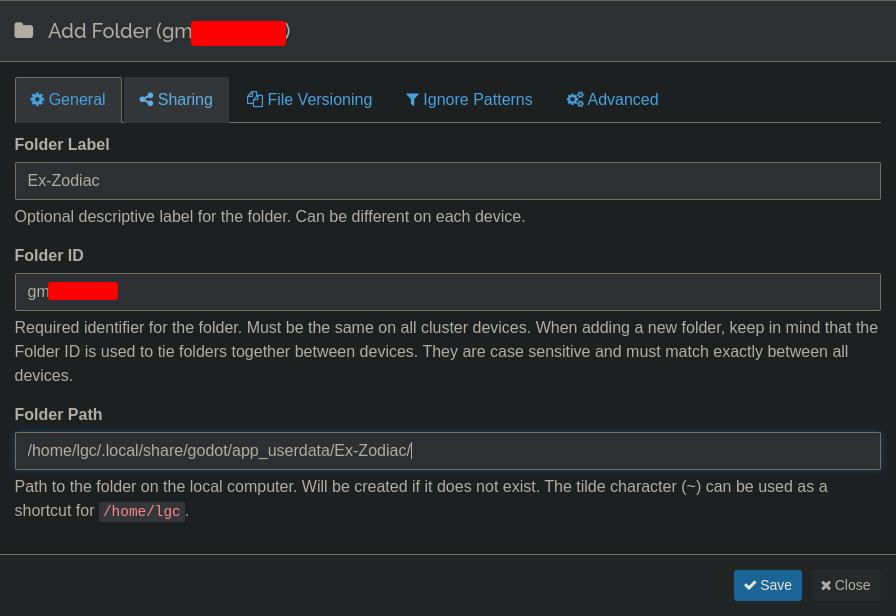 Add Folder (gm )
General Sharing File Versioning Ignore Patterns Advanced
Folder Label
Ex-Zodiac
Optional descriptive label for the folder. Can be different on each device.
Folder ID
gm
Required identifier for the folder. Must be the same on all cluster devices. When adding a new folder, keep in mind that the
Folder ID is used to tie folders together between devices. They are case sensitive and must match exactly between all
devices.
Folder Path
/home/lgc/.local/share/godot/app_userdata/Ex-Zodiac/
Path to the folder on the local computer. Will be created if it does not exist. The tilde character (~) can be used as a
shortcut for /home/lgc.
Save Close